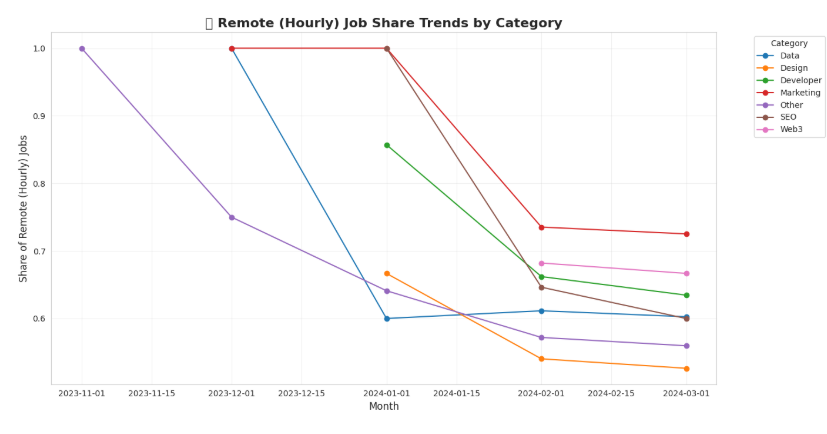 ▯ Remote (Hourly) Job Share Trends by Category
Share of Remote (Hourly) Jobs
1.0
0.9
0.8
0.7
0.6
2023-11-01 2023-11-15 2023-12-01 2023-12-15 2024-01-01 2024-01-15 2024-02-01 2024-02-15 2024-03-01
Month
Category
Data
Design
Developer
Marketing
Other
SEO
Web3